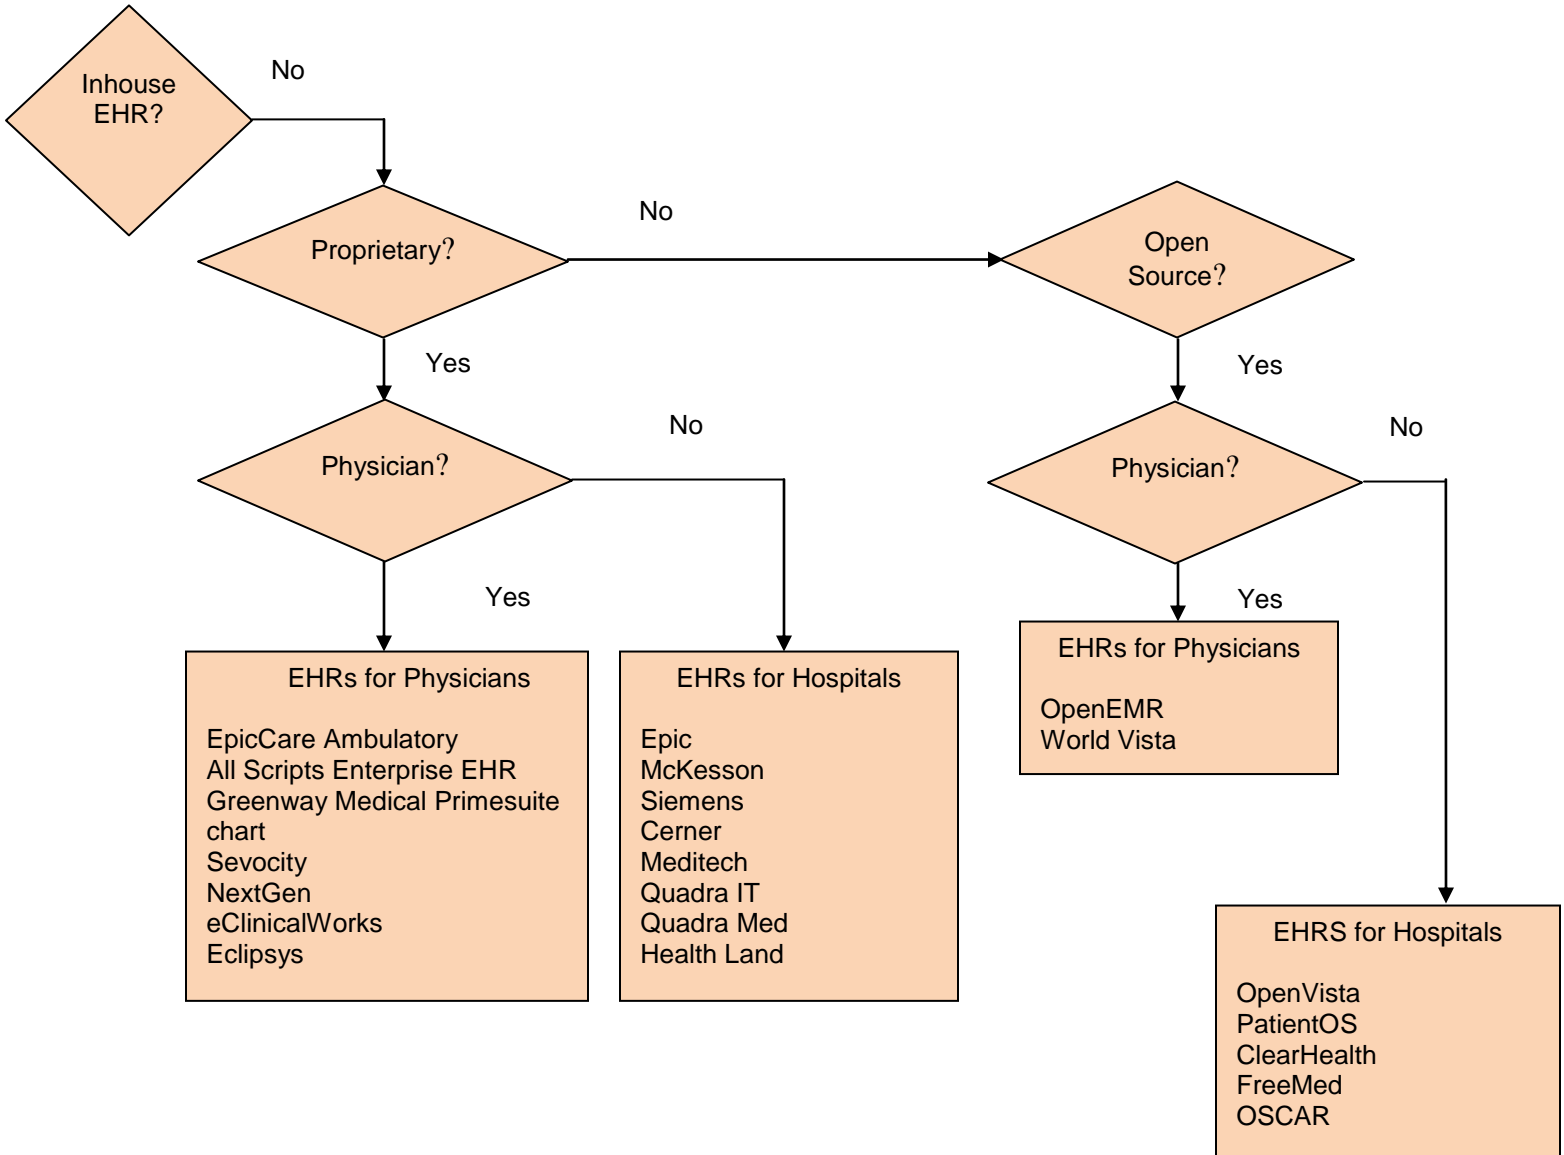 Inhouse
EHR?
No
Proprietary?
No
Open
Source?
Yes
Yes
Physician?
No
Physician?
No
Yes
Yes
EHRs for Physicians
EpicCare Ambulatory
All Scripts Enterprise EHR
Greenway Medical Primesuite
chart
Sevocity
NextGen
eClinicalWorks
Eclipsys
EHRs for Hospitals
Epic
McKesson
Siemens
Cerner
Meditech
Quadra IT
Quadra Med
Health Land
EHRs for Physicians
OpenEMR
World Vista
EHRS for Hospitals
OpenVista
PatientOS
ClearHealth
FreeMed
OSCAR